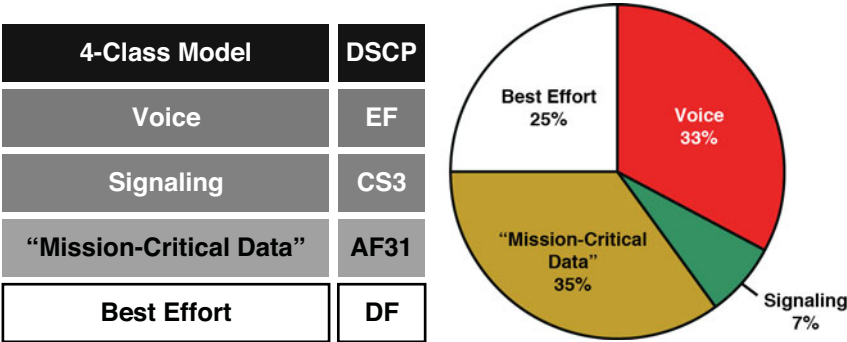 4-Class Model DSCP
Voice EF
Signaling CS3
“Mission-Critical Data” AF31
Best Effort DF
Best Effort
25%
Voice
33%
“Mission-Critical
Data”
35%
Signaling
7%